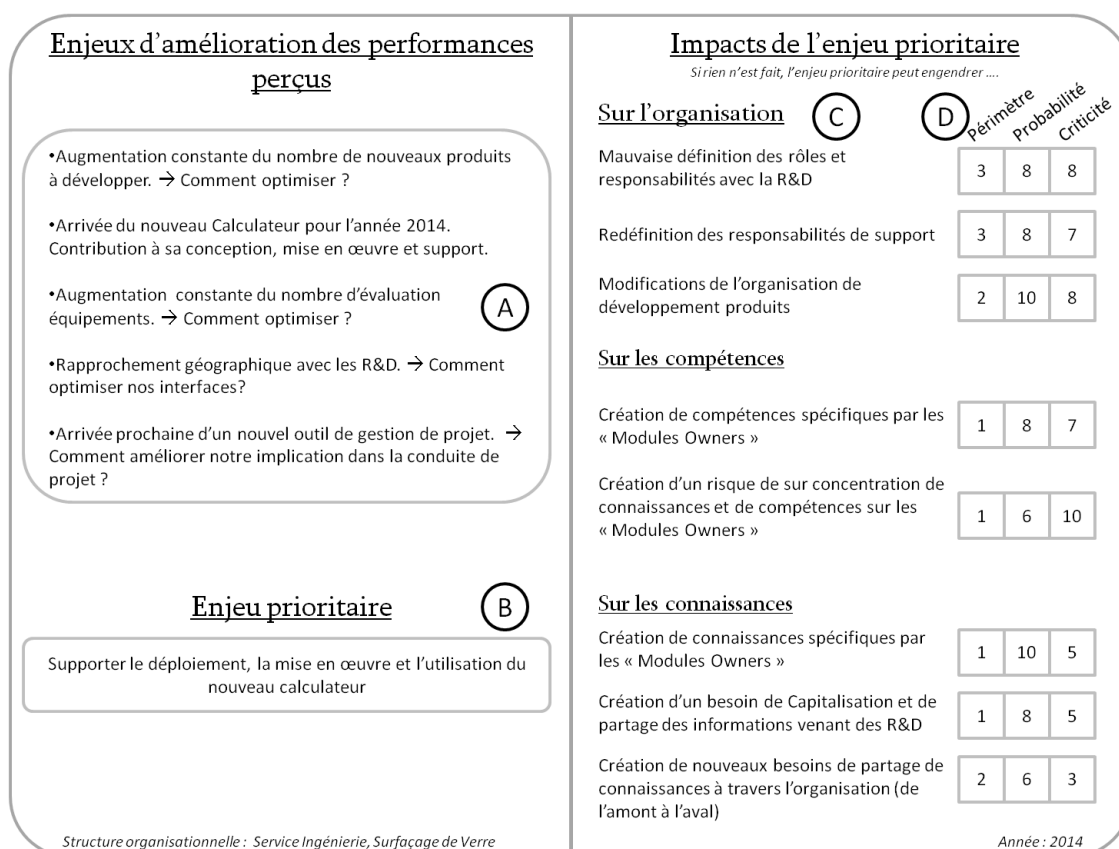 Enjeux d’amélioration des performances
perçus
•Augmentation constante du nombre de nouveaux produits
à développer. → Comment optimiser ?
•Arrivée du nouveau Calculateur pour l’année 2014.
Contribution à sa conception, mise en œuvre et support.
•Augmentation constante du nombre d’évaluation
équipements. → Comment optimiser ?
A
•Rapprochement géographique avec les R&D. → Comment
optimiser nos interfaces?
•Arrivée prochaine d’un nouvel outil de gestion de projet. →
Comment améliorer notre implication dans la conduite de
projet ?
Enjeu prioritaire
B
Supporter le déploiement, la mise en œuvre et l’utilisation du
nouveau calculateur
Structure organisationnelle : Service Ingénierie, Surfaçage de Verre
Impacts de l’enjeu prioritaire
Si rien n’est fait, l’enjeu prioritaire peut engendrer ….
Sur l’organisation
C
D
Périmètre
Probabilité
Criticité
Mauvaise définition des rôles et
responsabilités avec la R&D
3 8 8
Redéfinition des responsabilités de support
3 8 7
Modifications de l’organisation de
développement produits
2 10 8
Sur les compétences
Création de compétences spécifiques par les
« Modules Owners »
1 8 7
Création d’un risque de sur concentration de
connaissances et de compétences sur les
« Modules Owners »
1 6 10
Sur les connaissances
Création de connaissances spécifiques par
les « Modules Owners »
1 10 5
Création d’un besoin de Capitalisation et de
partage des informations venant des R&D
1 8 5
Création de nouveaux besoins de partage de
connaissances à travers l’organisation (de
l’amont à l’aval)
2 6 3
Année : 2014